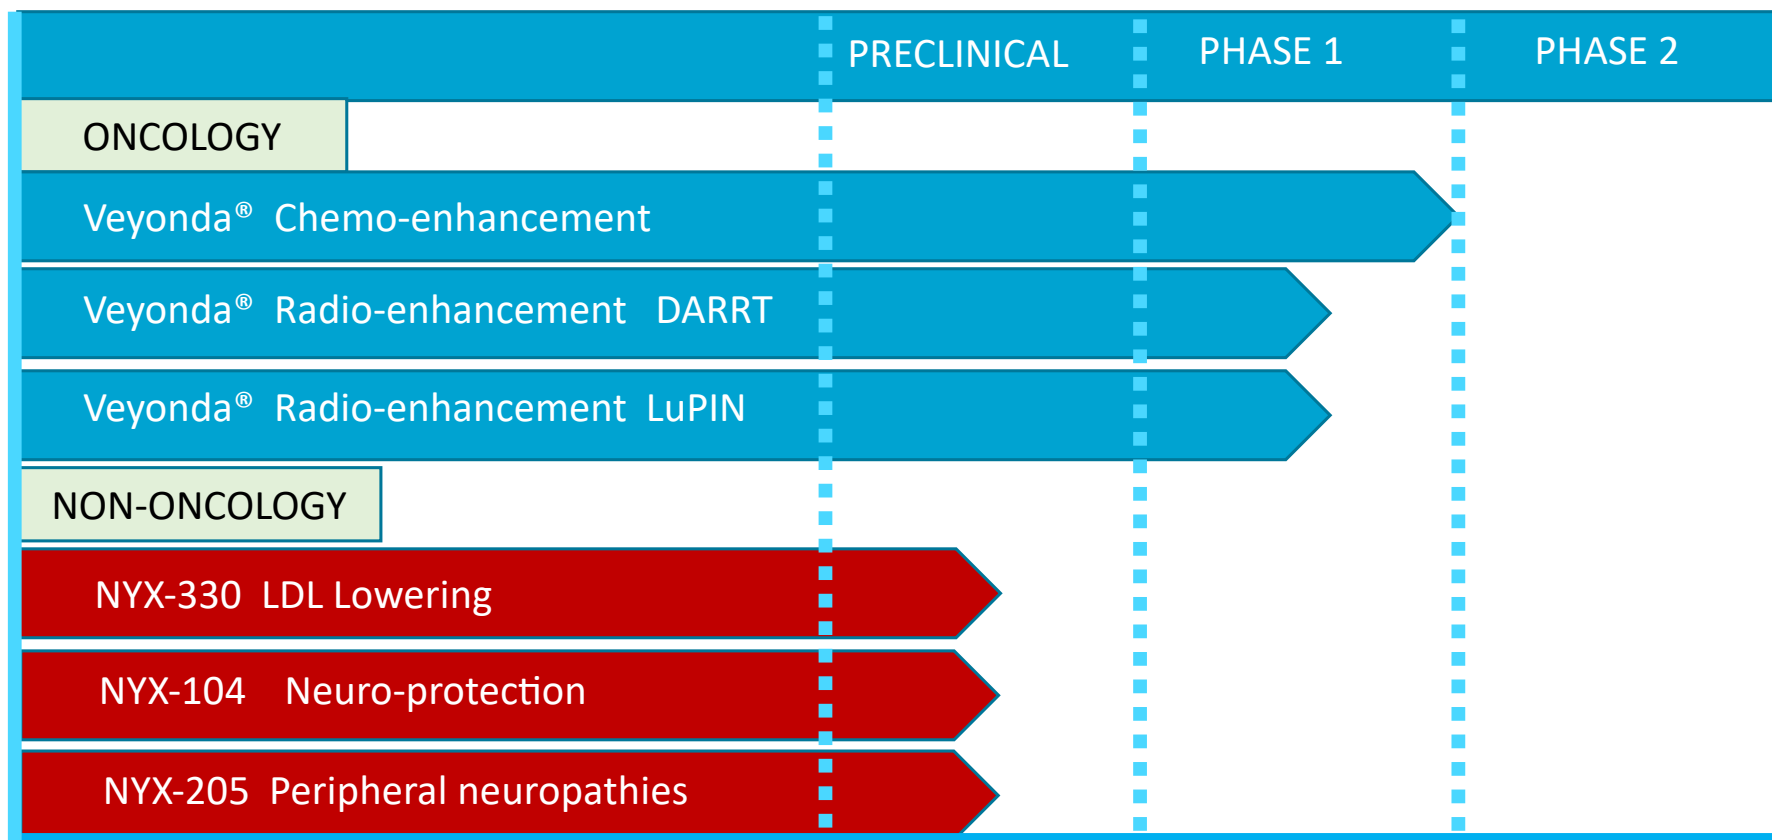 PRECLINICAL PHASE 1 PHASE 2
ONCOLOGY
Veyonda® Chemo-enhancement
Veyonda® Radio-enhancement DARRT
Veyonda® Radio-enhancement LuPIN
NON-ONCOLOGY
NYX-330 LDL Lowering
NYX-104 Neuro-protection
NYX-205 Peripheral neuropathies